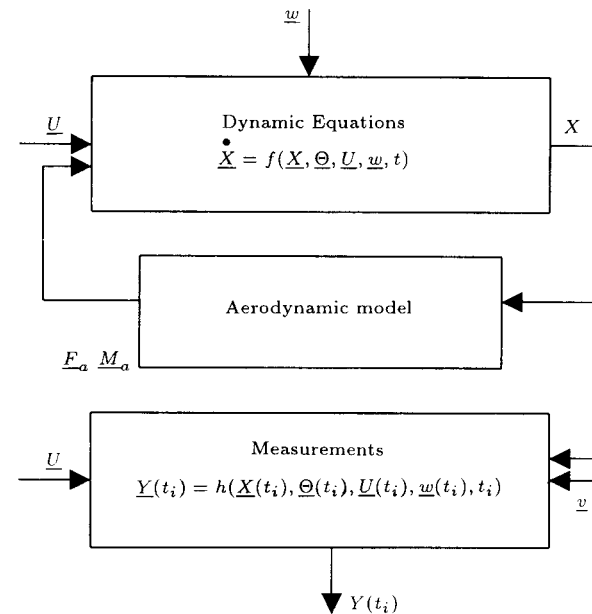 w
Dynamic Equations
U
X
Ẋ = f(X, Θ, U, w, t)
Aerodynamic model
F_a M_a
Measurements
U
Y(t_i) = h(X(t_i), Θ(t_i), U(t_i), w(t_i), t_i)
v
Y(t_i)